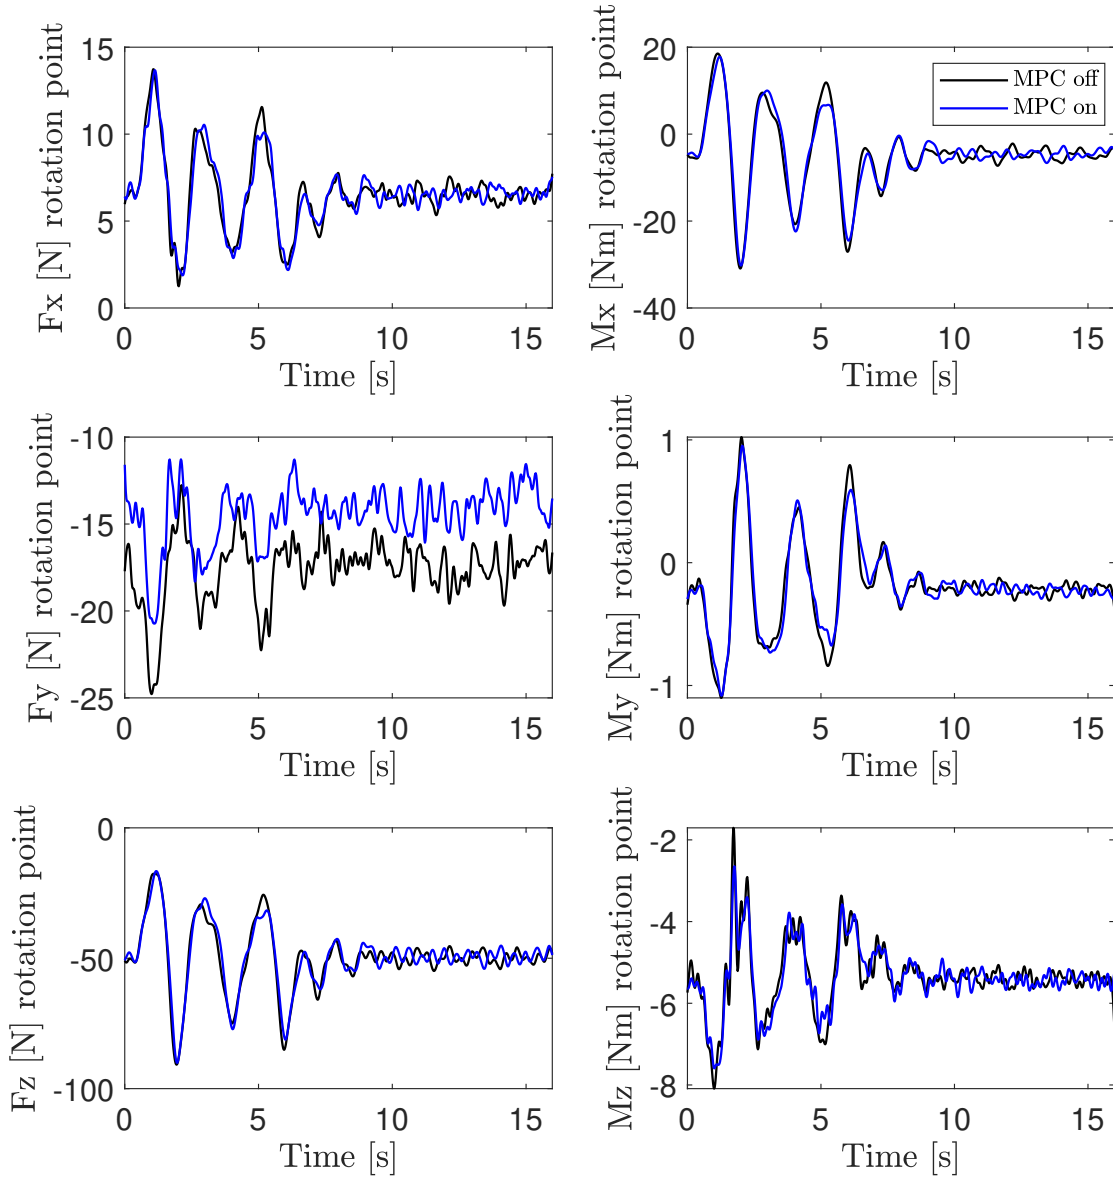 Fx [N] rotation point
15
10
5
0
0 5 10 15
Time [s]
Mx [Nm] rotation point
20
0
-20
-40
0 5 10 15
Time [s]
MPC off
MPC on
Fy [N] rotation point
-10
-15
-20
-25
0 5 10 15
Time [s]
My [Nm] rotation point
1
0
-1
0 5 10 15
Time [s]
Fz [N] rotation point
0
-50
-100
0 5 10 15
Time [s]
Mz [Nm] rotation point
-2
-4
-6
-8
0 5 10 15
Time [s]